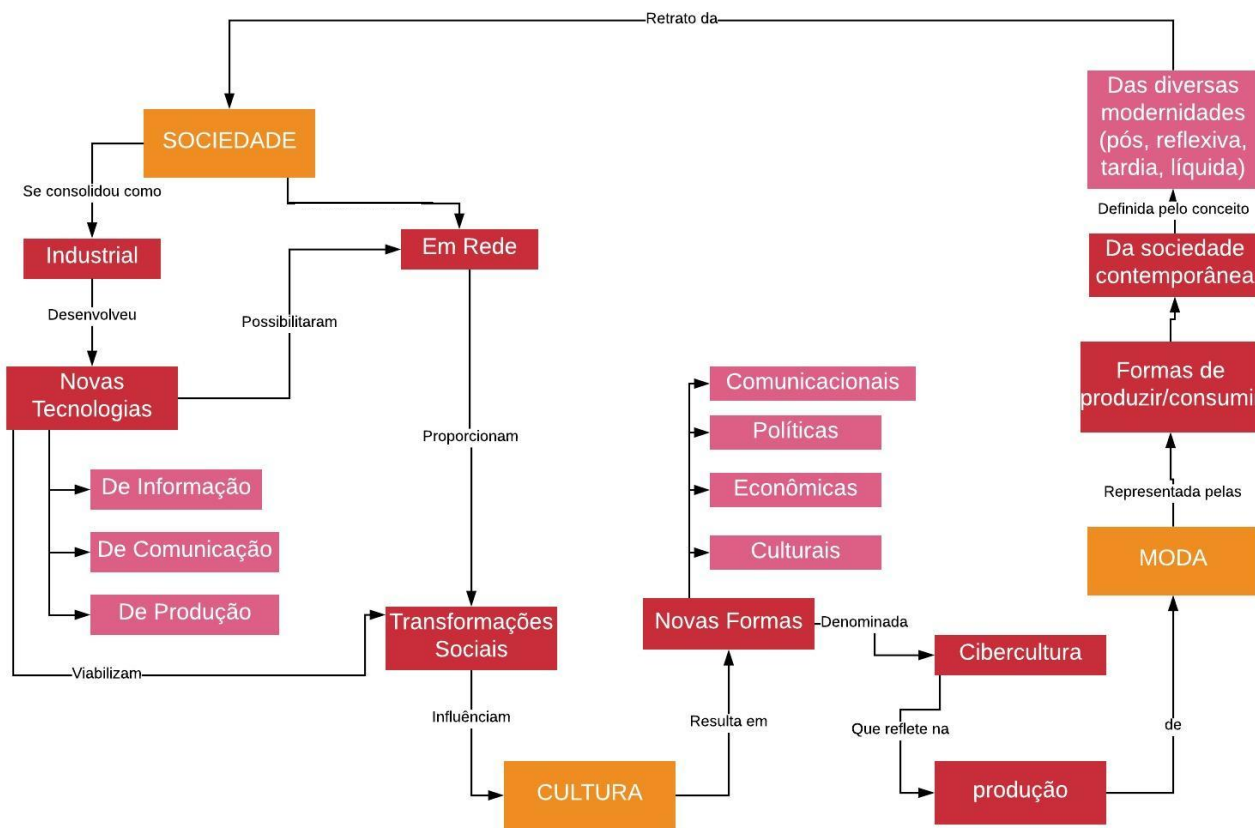 Retrato da
SOCIEDADE
Se consolidou como
Industrial
Em Rede
Desenvolveu
Possibilitaram
Novas
Tecnologias
De Informação
De Comunicação
De Produção
Viabilizam
Proporcionam
Transformações
Sociais
Influênciam
CULTURA
Resulta em
Novas Formas
Comunicacionais
Políticas
Econômicas
Culturais
Denominada
Cibercultura
Que reflete na
produção
de
MODA
Representada pelas
Formas de
produzir/consumir
Da sociedade
contemporânea
Definida pelo conceito
Das diversas
modernidades
(pós, reflexiva,
tardia, líquida)